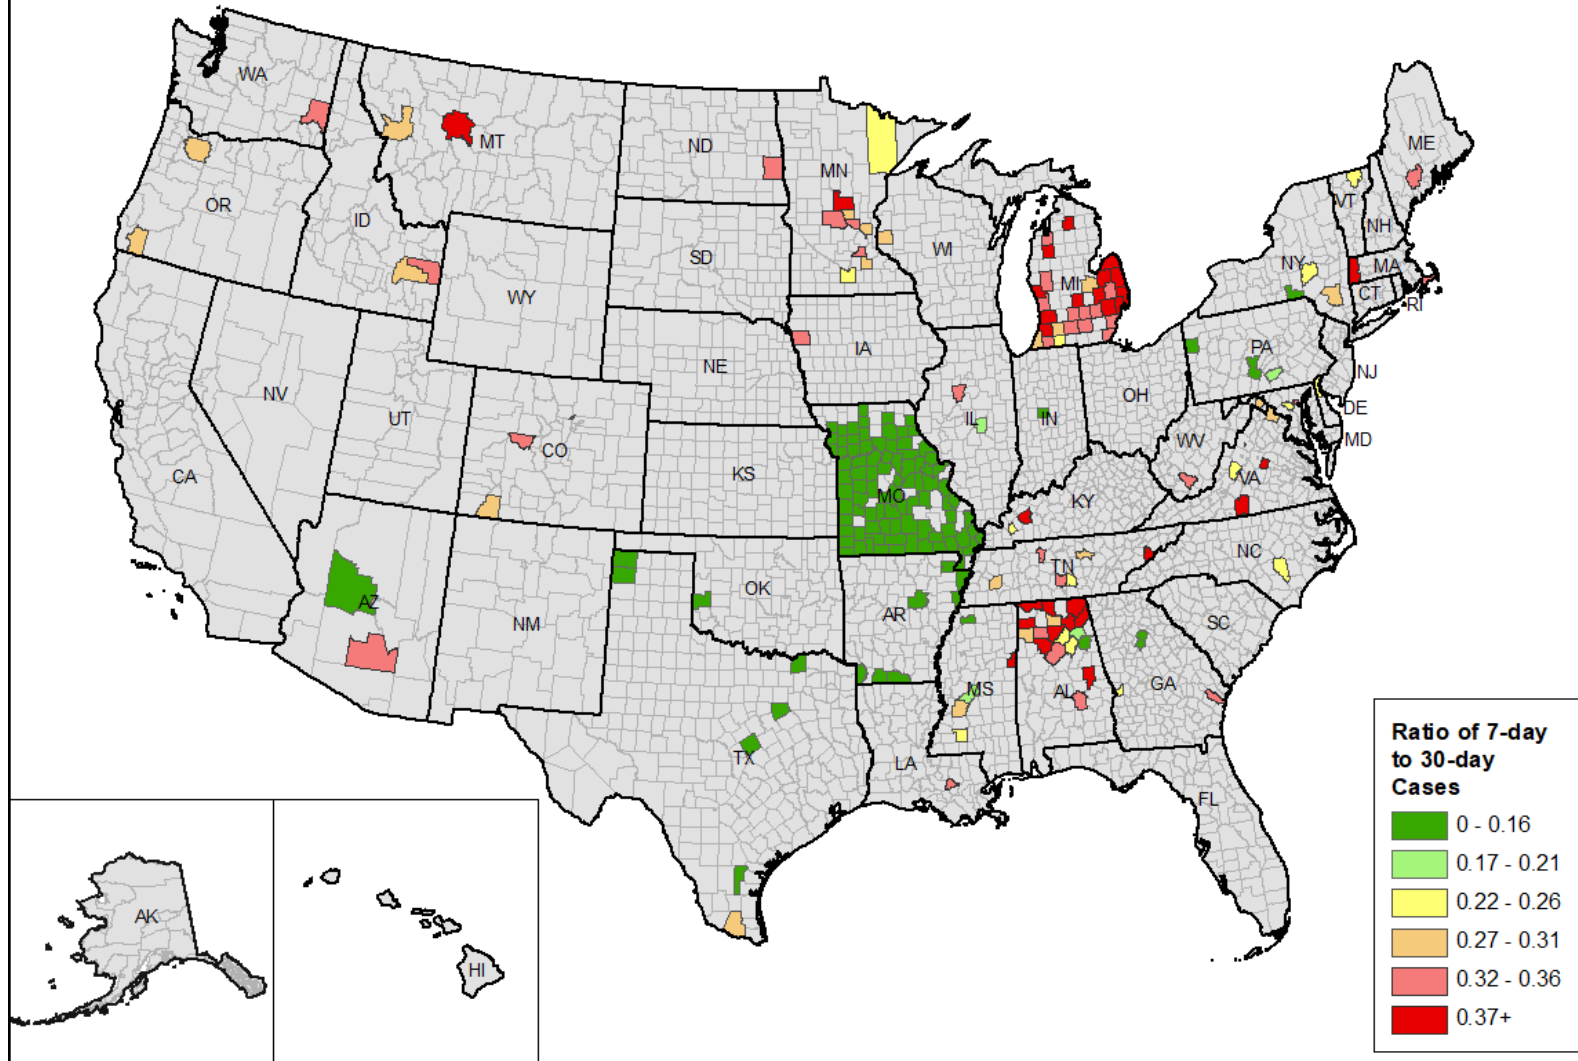 WA
MT
ND
MN
ME
OR
ID
SD
WI
MI
VT
NH
NY
MA
CT
RI
WY
IA
NE
PA
NJ
NV
UT
CO
IL
IN
OH
DE
MD
WV
CA
KS
MO
KY
VA
AZ
NM
OK
AR
TN
NC
SC
MS
AL
GA
TX
LA
FL
AK
HI
Ratio of 7-day
to 30-day
Cases
0 - 0.16
0.17 - 0.21
0.22 - 0.26
0.27 - 0.31
0.32 - 0.36
0.37+